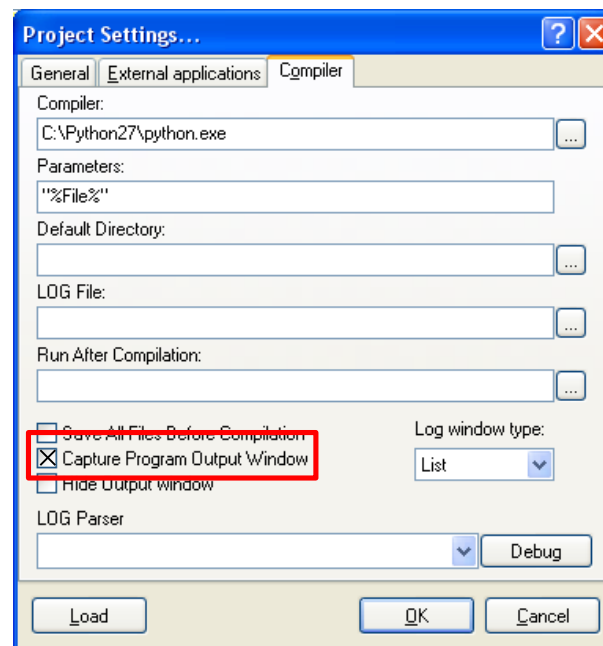 Project Settings...
General External applications Compiler
Compiler:
C:\Python27\python.exe
...
Parameters:
"%File%"
Default Directory:
...
LOG File:
...
Run After Compilation:
...
Save All Files Before Compilation
Log window type:
Capture Program Output Window
List
Hide Output window
LOG Parser
Debug
Load OK Cancel